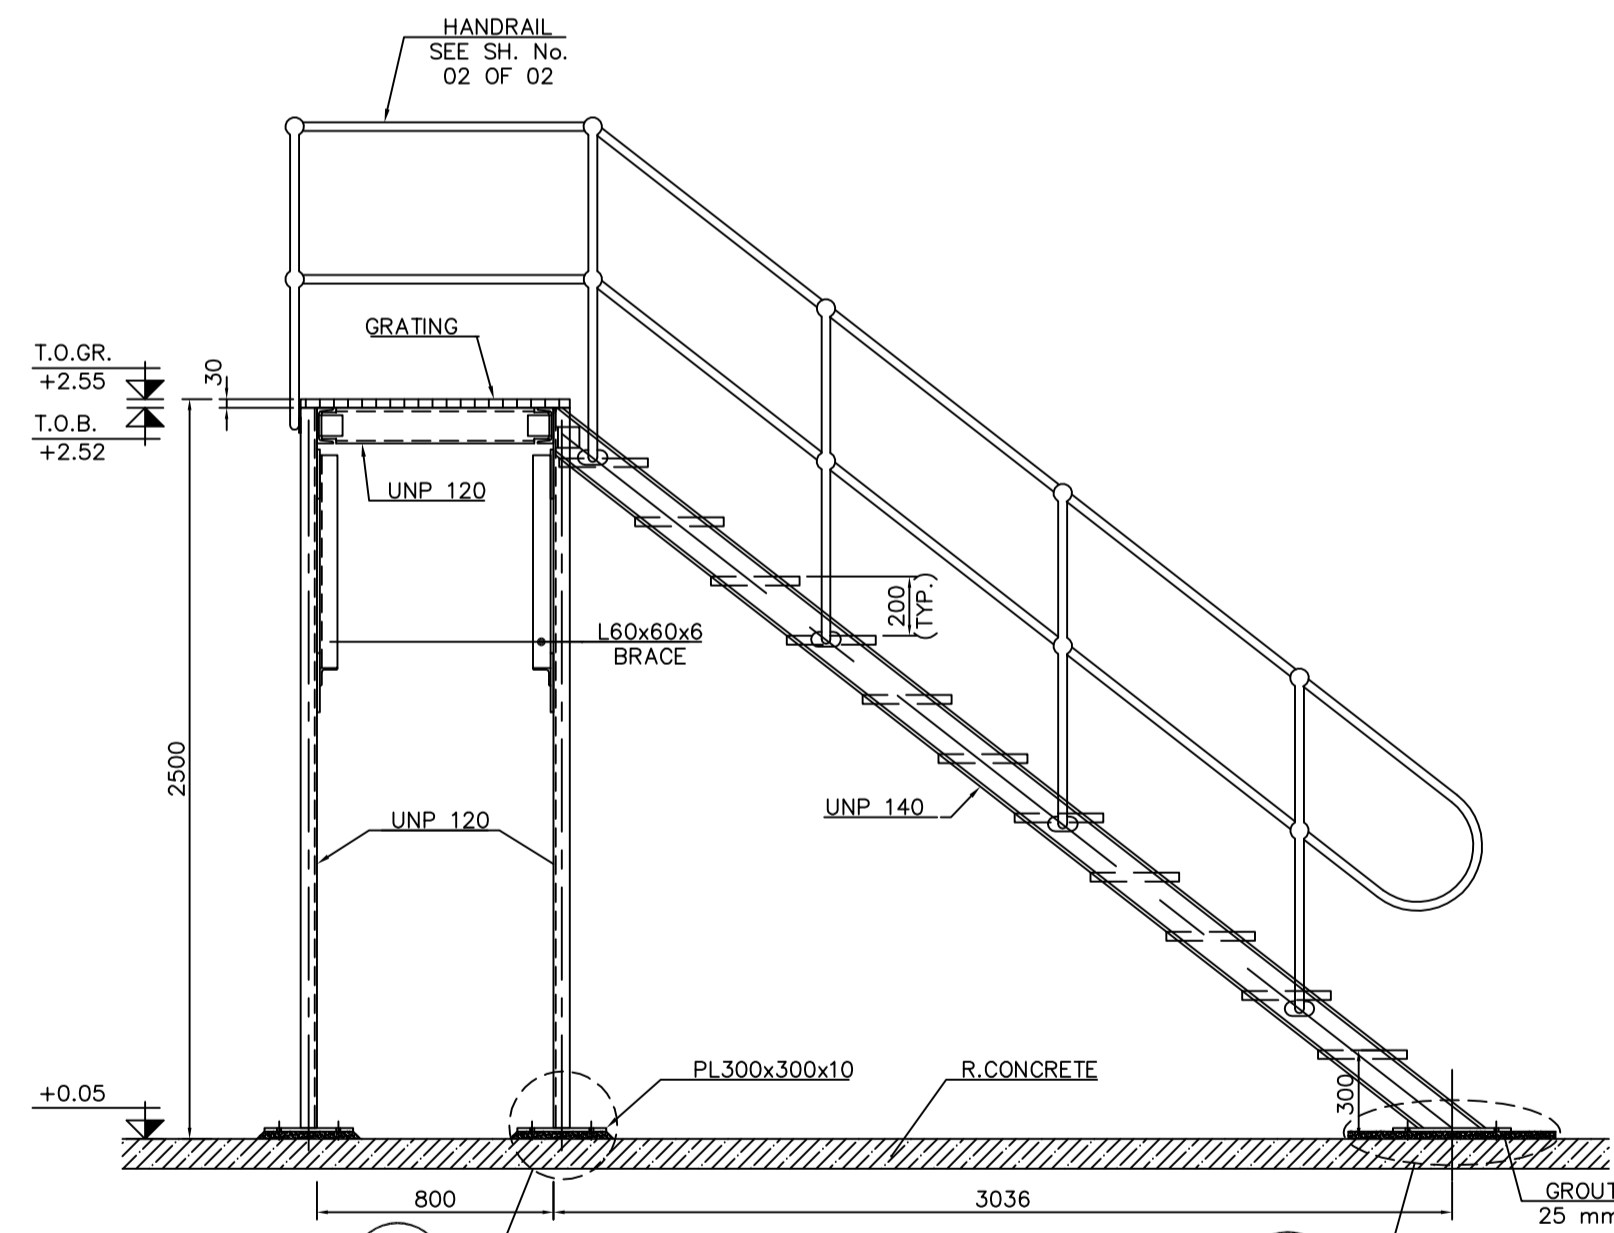 HANDRAIL
SEE SH. No.
02 OF 02
GRATING
T.O.GR.
+2.55
30
T.O.B.
+2.52
UNP 120
200
(TYP.)
L60x60x6
BRACE
2500
UNP 140
UNP 120
+0.05
PL300x300x10
R.CONCRETE
300
800
3036
GROUT
25 mm